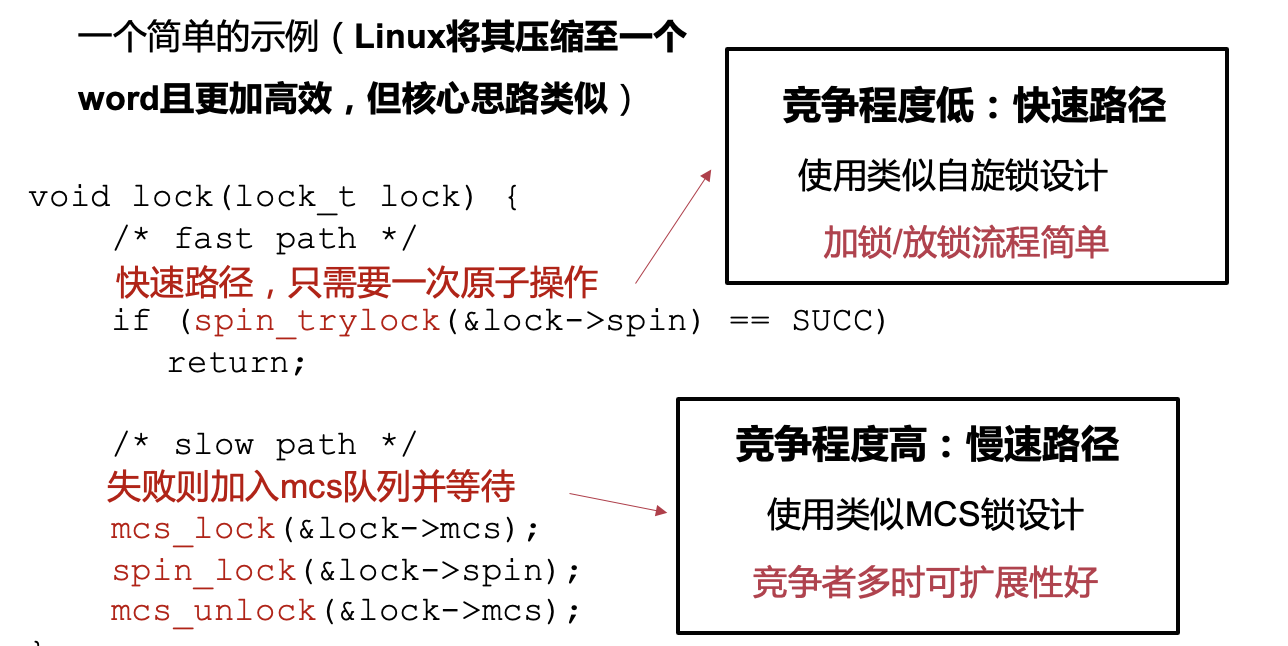 一个简单的示例（Linux将其压缩至一个
word且更加高效，但核心思路类似）
void lock(lock_t lock) {
/* fast path */
快速路径，只需要一次原子操作
if (spin_trylock(&lock->spin) == SUCC)
return;
/* slow path */
失败则加入mcs队列并等待
mcs_lock(&lock->mcs);
spin_lock(&lock->spin);
mcs_unlock(&lock->mcs);
竞争程度低：快速路径
使用类似自旋锁设计
加锁/放锁流程简单
竞争程度高：慢速路径
使用类似MCS锁设计
竞争者多时可扩展性好